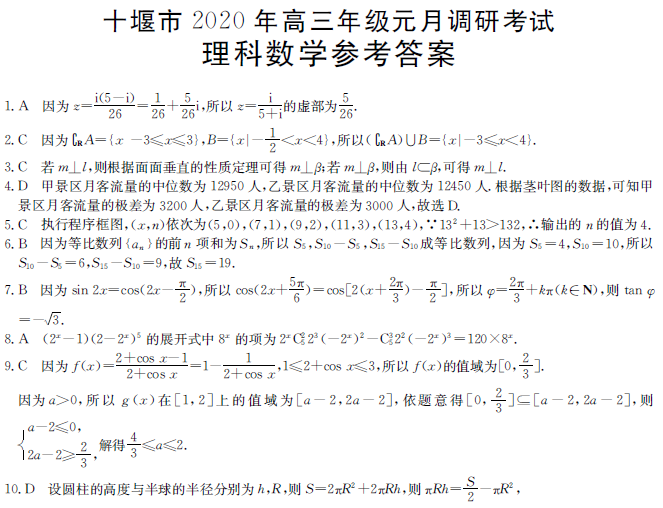 十堰市 2020 年高三年级元月调研考试
理科数学参考答案
1. A 因为 z=i(5−i)/26=1/26+5/26 i,所以 z=i/(5+i)的虚部为5/26.
2. C 因为∁RA={x −3≤x≤3},B={x|−1/2<x<4},所以(∁RA)∪B={x|−3≤x<4}.
3. C 若 m⊥l,则根据面面垂直的性质定理可得 m⊥β;若 m⊥β,则由 l⊂β,可得 m⊥l.
4. D 甲景区月客流量的中位数为 12950 人,乙景区月客流量的中位数为 12450 人.根据茎叶图的数据,可知甲
景区月客流量的极差为 3200 人,乙景区月客流量的极差为 3000 人,故选 D.
5. C 执行程序框图,(x,n)依次为(5,0),(7,1),(9,2),(11,3),(13,4),∵13²+13>132,∴输出的 n 的值为 4.
6. B 因为等比数列{aₙ}的前 n 项和为 Sₙ,所以 S₅,S₁₀−S₅,S₁₅−S₁₀成等比数列,因为 S₅=4,S₁₀=10,所以
S₁₀−S₅=6,S₁₅−S₁₀=9,故 S₁₅=19.
7. B 因为 sin 2x=cos(2x−π/2),所以 cos(2x+5π/6)=cos[2(x+2π/3)−π/2],所以 φ=2π/3+kπ(k∈N),则 tan φ
=−√3.
8. A (2ˣ−1)(2−2ˣ)⁵ 的展开式中 8ˣ 的项为 2ˣC₅²2³(−2ˣ)²−C₅³2²(−2ˣ)³=120×8ˣ.
9. C 因为 f(x)=(2+cos x−1)/(2+cos x)=1−1/(2+cos x),1≤2+cos x≤3,所以 f(x)的值域为[0,2/3].
因为 a>0,所以 g(x)在[1,2]上的值域为[a−2,2a−2],依题意得[0,2/3]⊆[a−2,2a−2],则
{a−2≤0,
2a−2≥2/3, 解得4/3≤a≤2.
10. D 设圆柱的高度与半球的半径分别为 h,R,则 S=2πR²+2πRh,则 πRh=S/2−πR²,